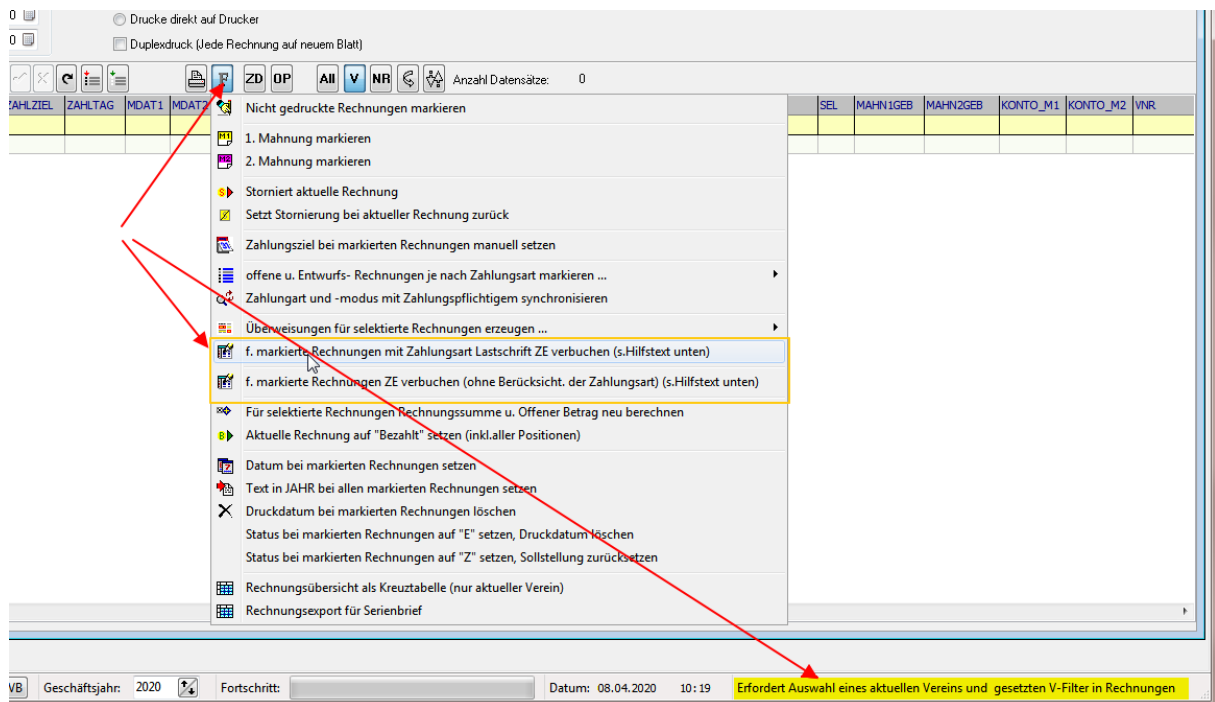 0
Drucke direkt auf Drucker
0
Duplexdruck (Jede Rechnung auf neuem Blatt)
F ZD OP All V NR Anzahl Datensätze: 0
ZAHLZIEL ZAHLTAG MDAT1 MDAT2 SEL MAHN1GEB MAHN2GEB KONTO_M1 KONTO_M2 VNR
Nicht gedruckte Rechnungen markieren
M1 1. Mahnung markieren
M2 2. Mahnung markieren
S Storniert aktuelle Rechnung
Setzt Stornierung bei aktueller Rechnung zurück
Zahlungsziel bei markierten Rechnungen manuell setzen
offene u. Entwurfs- Rechnungen je nach Zahlungsart markieren ...
Zahlungart und -modus mit Zahlungspflichtigem synchronisieren
Überweisungen für selektierte Rechnungen erzeugen ...
f. markierte Rechnungen mit Zahlungsart Lastschrift ZE verbuchen (s.Hilfstext unten)
f. markierte Rechnungen ZE verbuchen (ohne Berücksicht. der Zahlungsart) (s.Hilfstext unten)
Für selektierte Rechnungen Rechnungssumme u. Offener Betrag neu berechnen
B Aktuelle Rechnung auf "Bezahlt" setzen (inkl.aller Positionen)
Datum bei markierten Rechnungen setzen
Text in JAHR bei allen markierten Rechnungen setzen
Druckdatum bei markierten Rechnungen löschen
Status bei markierten Rechnungen auf "E" setzen, Druckdatum löschen
Status bei markierten Rechnungen auf "Z" setzen, Sollstellung zurücksetzen
Rechnungsübersicht als Kreuztabelle (nur aktueller Verein)
Rechnungsexport für Serienbrief
VB Geschäftsjahr: 2020 Fortschritt: Datum: 08.04.2020 10:19 Erfordert Auswahl eines aktuellen Vereins und gesetzten V-Filter in Rechnungen